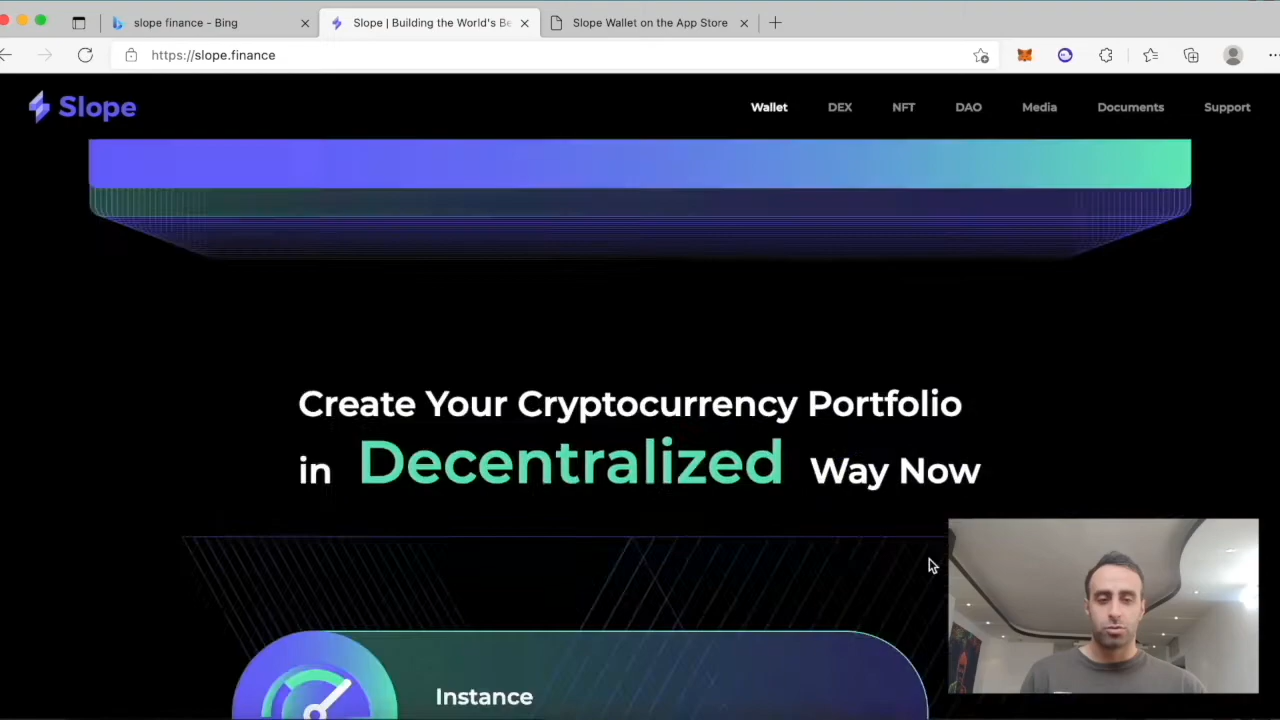 slope finance - Bing
Slope | Building the World's Be
Slope Wallet on the App Store
https://slope.finance
Slope
Wallet
DEX
NFT
DAO
Media
Documents
Support
Create Your Cryptocurrency Portfolio
in Decentralized Way Now
Instance